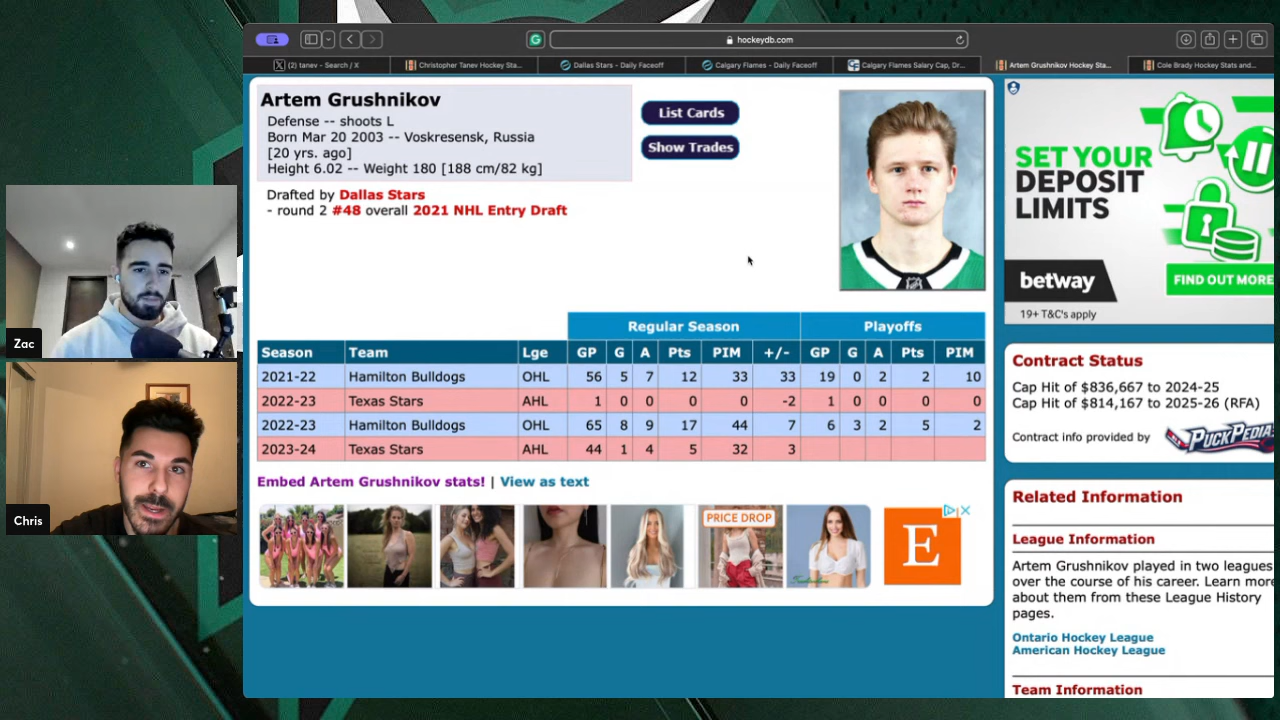 hockeydb.com
(2) tanev - Search / X
Christopher Tanev Hockey Sta...
Dallas Stars - Daily Faceoff
Calgary Flames - Daily Faceoff
Calgary Flames Salary Cap, Dr...
Artem Grushnikov Hockey Sta...
Cole Brady Hockey Stats and...
Artem Grushnikov
Defense -- shoots L
Born Mar 20 2003 -- Voskresensk, Russia
[20 yrs. ago]
Height 6.02 -- Weight 180 [188 cm/82 kg]
List Cards
Show Trades
Drafted by Dallas Stars
- round 2 #48 overall 2021 NHL Entry Draft
SET YOUR
DEPOSIT
LIMITS
betway
FIND OUT MORE
19+ T&C's apply
Zac
Chris
Regular Season Playoffs
Season Team Lge GP G A Pts PIM +/- GP G A Pts PIM
2021-22 Hamilton Bulldogs OHL 56 5 7 12 33 33 19 0 2 2 10
2022-23 Texas Stars AHL 1 0 0 0 0 -2 1 0 0 0 0
2022-23 Hamilton Bulldogs OHL 65 8 9 17 44 7 6 3 2 5 2
2023-24 Texas Stars AHL 44 1 4 5 32 3
Embed Artem Grushnikov stats! | View as text
PRICE DROP
E
Contract Status
Cap Hit of $836,667 to 2024-25
Cap Hit of $814,167 to 2025-26 (RFA)
Contract info provided by PUCKPEDIA
Related Information
League Information
Artem Grushnikov played in two leagues
over the course of his career. Learn more
about them from these League History
pages.
Ontario Hockey League
American Hockey League
Team Information